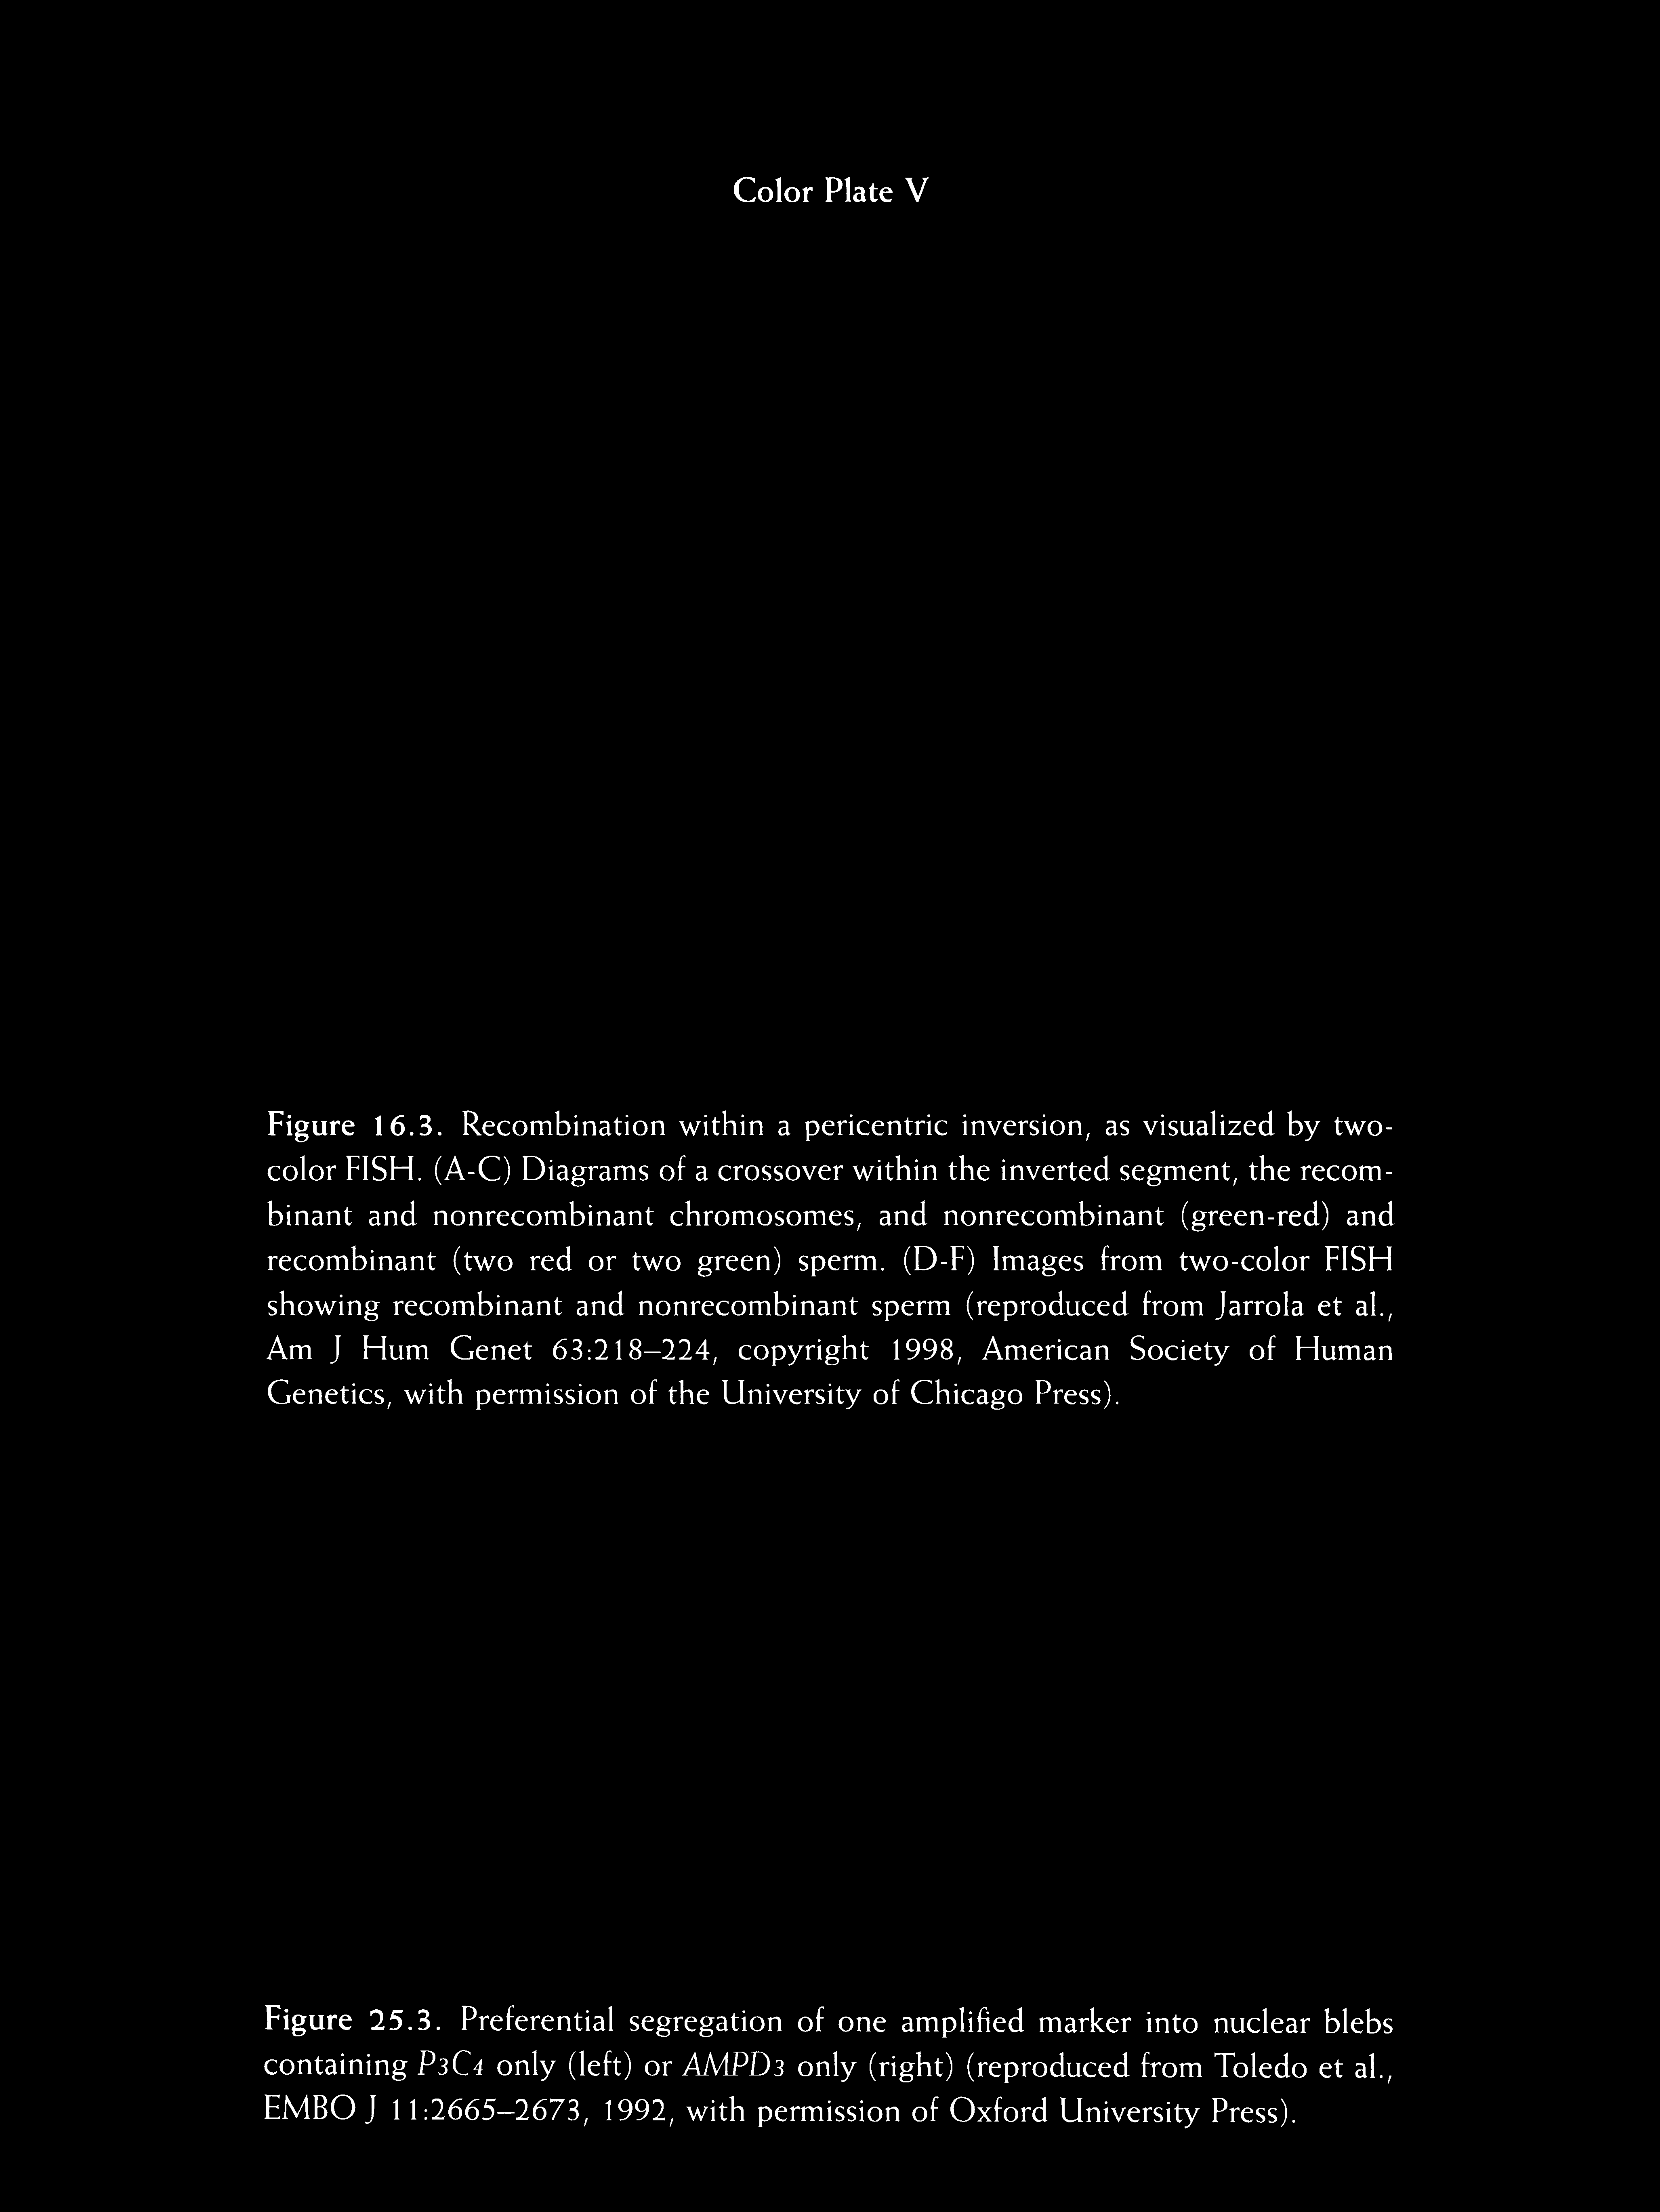 Color Plate V
Figure 16.3. Recombination within a pericentric inversion, as visualized by two-
color FISH. (A-C) Diagrams of a crossover within the inverted segment, the recom-
binant and nonrecombinant chromosomes, and nonrecombinant (green-red) and
recombinant (two red or two green) sperm. (D-F) Images from two-color FISH
showing recombinant and nonrecombinant sperm (reproduced from Jarrola et al.,
Am J Hum Genet 63:218–224, copyright 1998, American Society of Human
Genetics, with permission of the University of Chicago Press).
Figure 25.3. Preferential segregation of one amplified marker into nuclear blebs
containing P3C4 only (left) or AMPD3 only (right) (reproduced from Toledo et al.,
EMBO J 11:2665–2673, 1992, with permission of Oxford University Press).